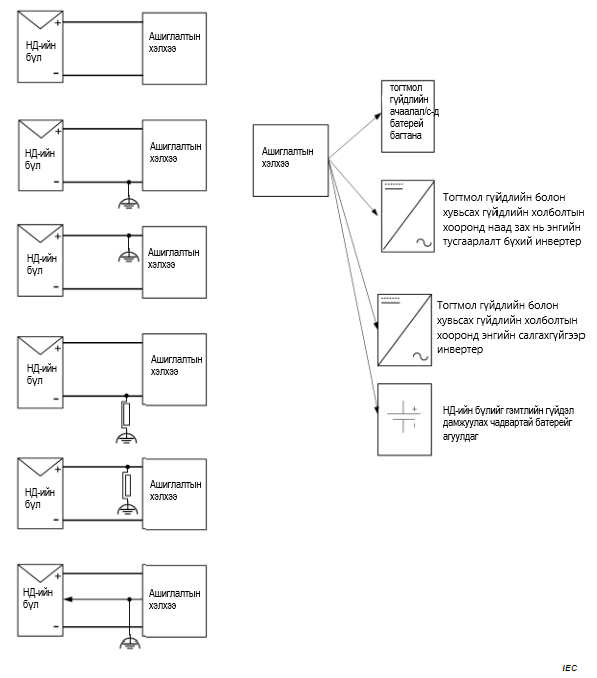 НД-ийн
бүл
+
-
Ашиглалтын
хэлхээ
НД-ийн
бүл
+
-
Ашиглалтын
хэлхээ
НД-ийн
бүл
+
-
Ашиглалтын
хэлхээ
НД-ийн
бүл
+
-
Ашиглалтын
хэлхээ
НД-ийн
бүл
+
-
Ашиглалтын
хэлхээ
НД-ийн
бүл
+
-
Ашиглалтын
хэлхээ
Ашиглалтын
хэлхээ
тогтмол
гүйдлийн
ачаалал/с-д
батерей
багтана
Тогтмол гүйдлийн болон
хувьсах гүйдлийн холболтын
хооронд наад зах нь энгийн
тусгаарлалт бүхий инвертер
Тогтмол гүйдлийн болон
хувьсах гүйдлийн холболтын
хооронд энгийн салгахгүйгээр
инвертер
+
НД-ийн бүлийг гэмтлийн гүйдэл
дамжуулах чадвартай батерейг
агуулдаг
IEC